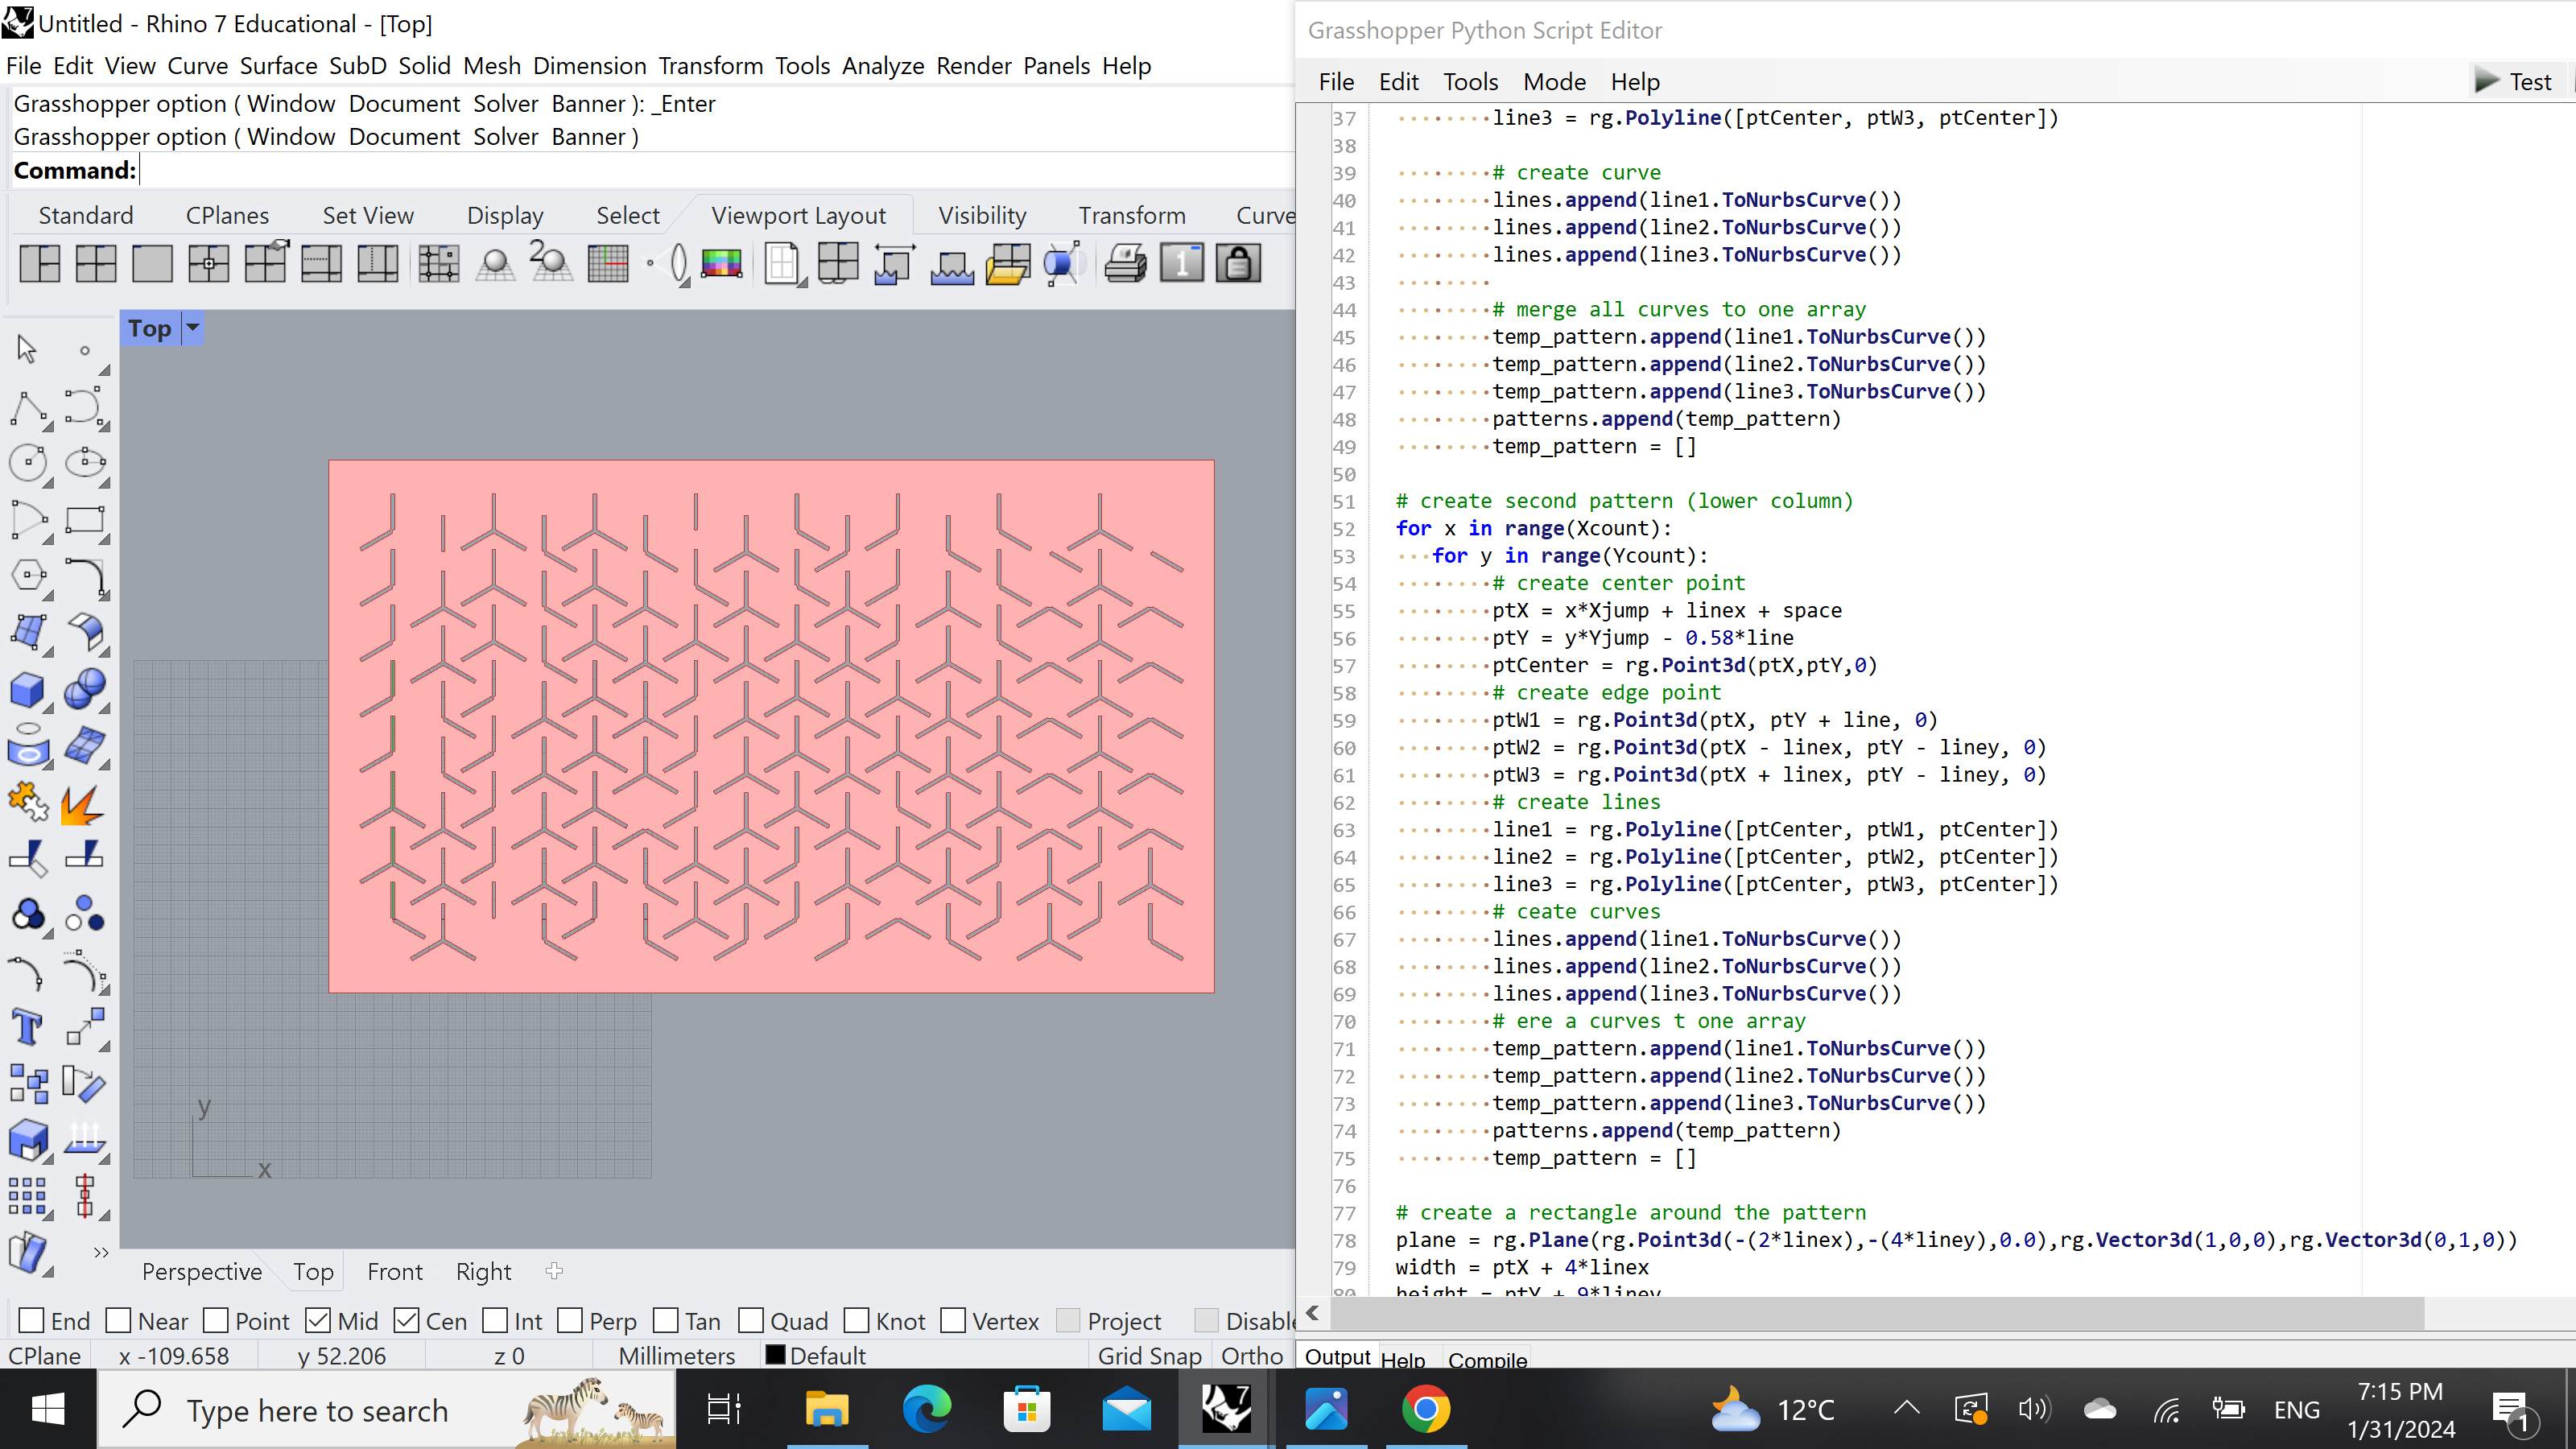 Untitled - Rhino 7 Educational - [Top]
File Edit View Curve Surface SubD Solid Mesh Dimension Transform Tools Analyze Render Panels Help
Grasshopper option ( Window Document Solver Banner ): _Enter
Grasshopper option ( Window Document Solver Banner )
Command:
Standard CPlanes Set View Display Select Viewport Layout Visibility Transform Curve
Top
y
x
Perspective Top Front Right
End Near Point Mid Cen Int Perp Tan Quad Knot Vertex Project Disable
CPlane x -109.658 y 52.206 z 0 Millimeters Default Grid Snap Ortho
Grasshopper Python Script Editor
File Edit Tools Mode Help Test
37 line3 = rg.Polyline([ptCenter, ptW3, ptCenter])
38
39 # create curve
40 lines.append(line1.ToNurbsCurve())
41 lines.append(line2.ToNurbsCurve())
42 lines.append(line3.ToNurbsCurve())
43
44 # merge all curves to one array
45 temp_pattern.append(line1.ToNurbsCurve())
46 temp_pattern.append(line2.ToNurbsCurve())
47 temp_pattern.append(line3.ToNurbsCurve())
48 patterns.append(temp_pattern)
49 temp_pattern = []
50
51 # create second pattern (lower column)
52 for x in range(Xcount):
53 for y in range(Ycount):
54 # create center point
55 ptX = x*Xjump + linex + space
56 ptY = y*Yjump - 0.58*line
57 ptCenter = rg.Point3d(ptX,ptY,0)
58 # create edge point
59 ptW1 = rg.Point3d(ptX, ptY + line, 0)
60 ptW2 = rg.Point3d(ptX - linex, ptY - liney, 0)
61 ptW3 = rg.Point3d(ptX + linex, ptY - liney, 0)
62 # create lines
63 line1 = rg.Polyline([ptCenter, ptW1, ptCenter])
64 line2 = rg.Polyline([ptCenter, ptW2, ptCenter])
65 line3 = rg.Polyline([ptCenter, ptW3, ptCenter])
66 # ceate curves
67 lines.append(line1.ToNurbsCurve())
68 lines.append(line2.ToNurbsCurve())
69 lines.append(line3.ToNurbsCurve())
70 # ere a curves t one array
71 temp_pattern.append(line1.ToNurbsCurve())
72 temp_pattern.append(line2.ToNurbsCurve())
73 temp_pattern.append(line3.ToNurbsCurve())
74 patterns.append(temp_pattern)
75 temp_pattern = []
76
77 # create a rectangle around the pattern
78 plane = rg.Plane(rg.Point3d(-(2*linex),-(4*liney),0.0),rg.Vector3d(1,0,0),rg.Vector3d(0,1,0))
79 width = ptX + 4*linex
80 height = ptY + 9*liney
Output Help Compile
Type here to search
12°C
ENG
7:15 PM
1/31/2024
1